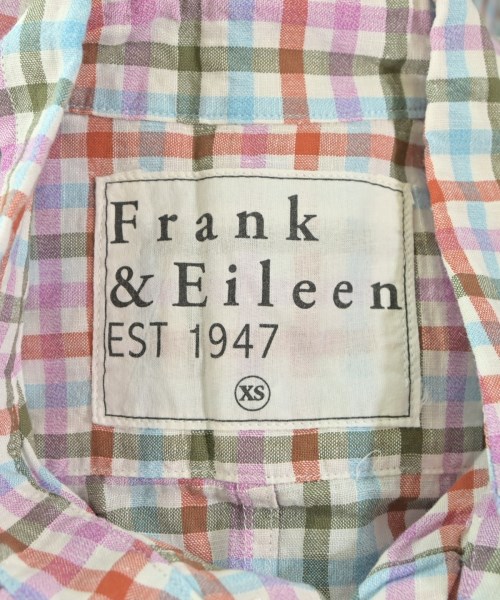 Frank
& Eileen
EST 1947
XS